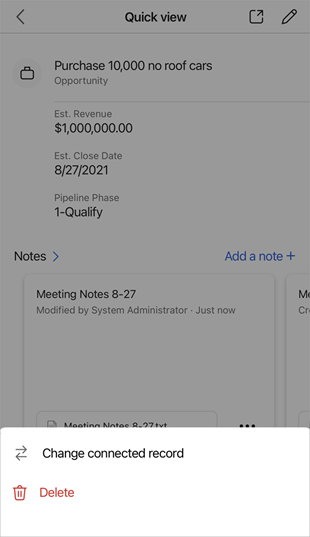 Quick view
Purchase 10,000 no roof cars
Opportunity
Est. Revenue
$1,000,000.00
Est. Close Date
8/27/2021
Pipeline Phase
1-Qualify
Notes
Add a note +
Meeting Notes 8-27
Modified by System Administrator · Just now
Meeting Notes 8-27.txt
Change connected record
Delete